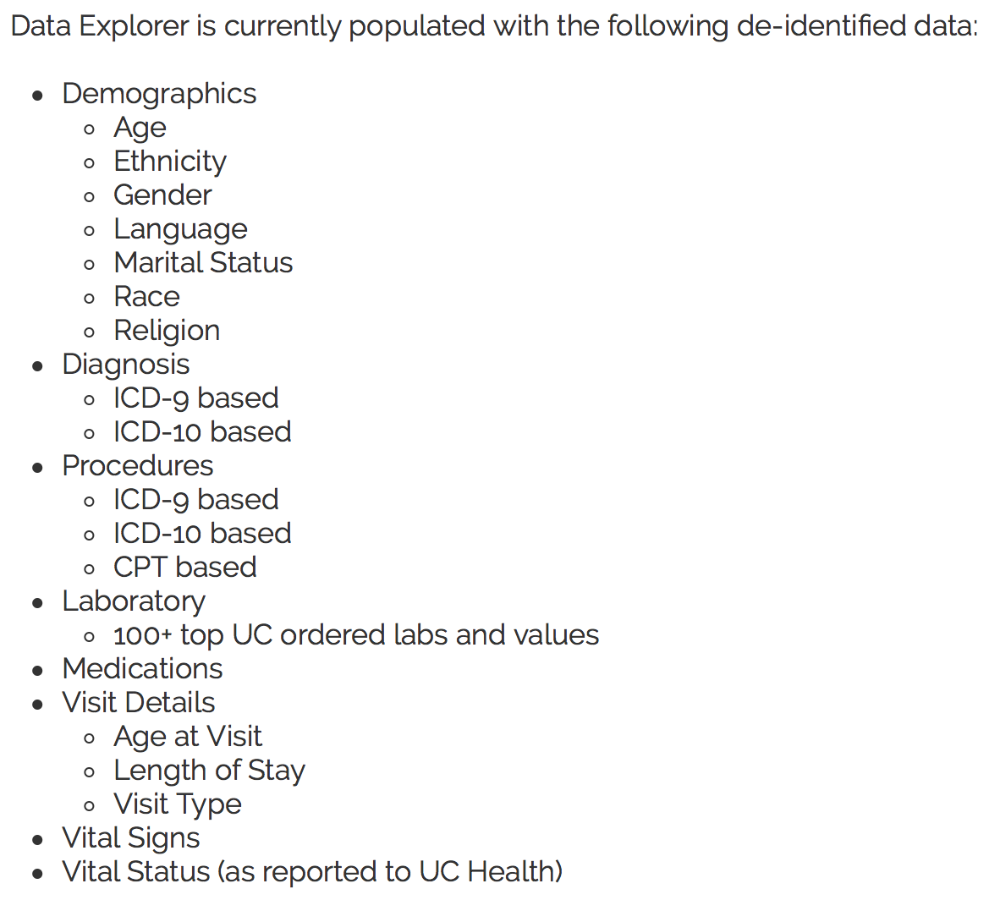 Data Explorer is currently populated with the following de-identified data:
• Demographics
◦ Age
◦ Ethnicity
◦ Gender
◦ Language
◦ Marital Status
◦ Race
◦ Religion
• Diagnosis
◦ ICD-9 based
◦ ICD-10 based
• Procedures
◦ ICD-9 based
◦ ICD-10 based
◦ CPT based
• Laboratory
◦ 100+ top UC ordered labs and values
• Medications
• Visit Details
◦ Age at Visit
◦ Length of Stay
◦ Visit Type
• Vital Signs
• Vital Status (as reported to UC Health)